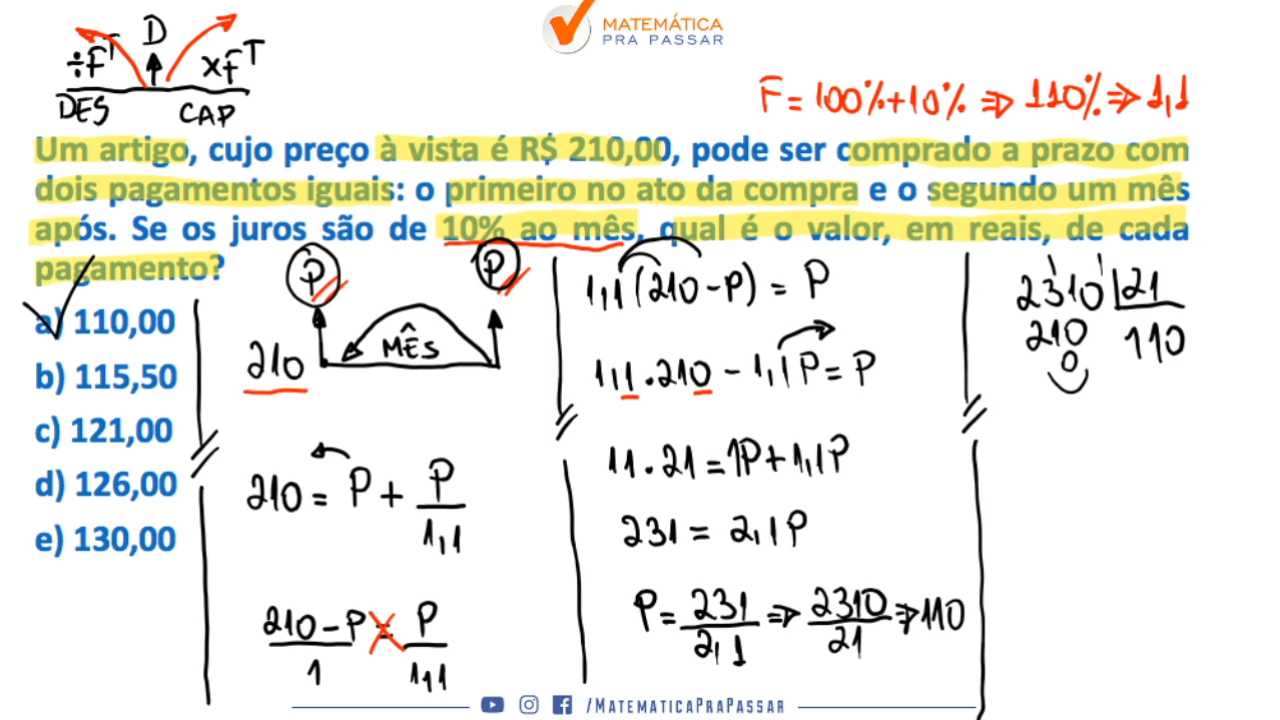 D
÷F^T
xF^T
DES
CAP
MATEMÁTICA
PRA PASSAR
F = 100%+10% ⇒ 110% ⇒ 1,1
Um artigo, cujo preço à vista é R$ 210,00, pode ser comprado a prazo com
dois pagamentos iguais: o primeiro no ato da compra e o segundo um mês
após. Se os juros são de 10% ao mês, qual é o valor, em reais, de cada
pagamento?
a) 110,00
b) 115,50
c) 121,00
d) 126,00
e) 130,00
P
P
MÊS
210
210 = P + P/1,1
210-P/1 = P/1,1
1,1(210-P) = P
1,1.210 - 1,1P = P
11.21 = 1P+1,1P
231 = 2,1P
P = 231/2,1 ⇒ 2310/21 ⇒ 110
2310 21
210 110
0
/MATEMATICAPRAPASSAR